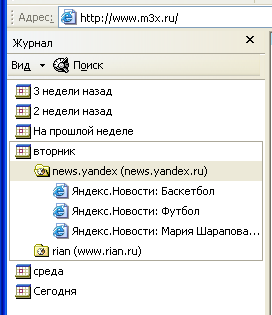 Адрес: http://www.m3x.ru/
Журнал
Вид Поиск
3 недели назад
2 недели назад
На прошлой неделе
вторник
news.yandex (news.yandex.ru)
Яндекс.Новости: Баскетбол
Яндекс.Новости: Футбол
Яндекс.Новости: Мария Шарапова...
rian (www.rian.ru)
среда
Сегодня